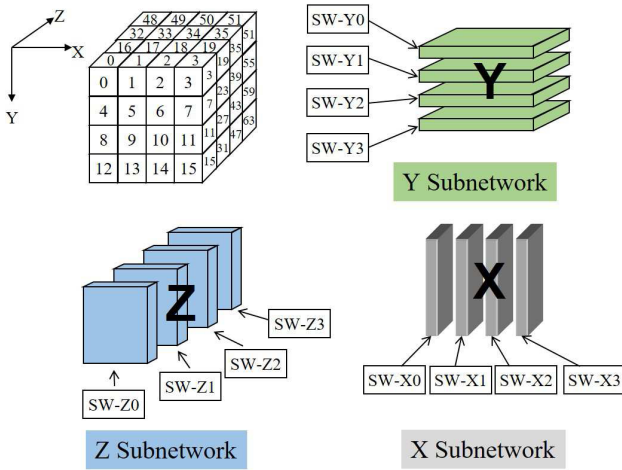 Z
X
Y
48 49 50 51
32 33 34 35
16 17 18 19
0 1 2 3
0 1 2 3
4 5 6 7
8 9 10 11
12 13 14 15
3 19 35 51
7 23 39 55
11 27 43 59
15 31 47 63
SW-Y0
SW-Y1
SW-Y2
SW-Y3
Y
Y Subnetwork
Z
SW-Z3
SW-Z2
SW-Z1
SW-Z0
Z Subnetwork
X
SW-X0 SW-X1 SW-X2 SW-X3
X Subnetwork